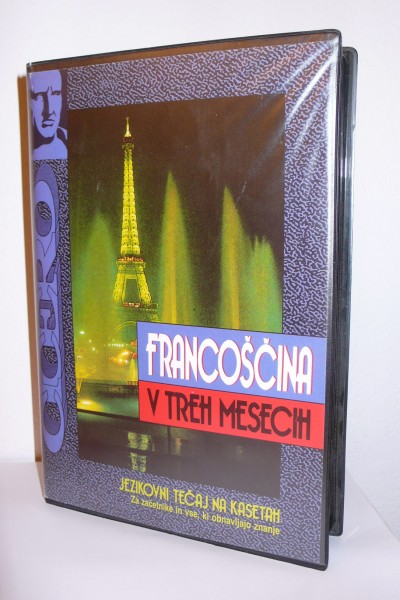 CICERO
FRANCOŠČINA
V TREH MESECIH
JEZIKOVNI TEČAJ NA KASETAH
Za začetnike in vse, ki obnavljajo znanje